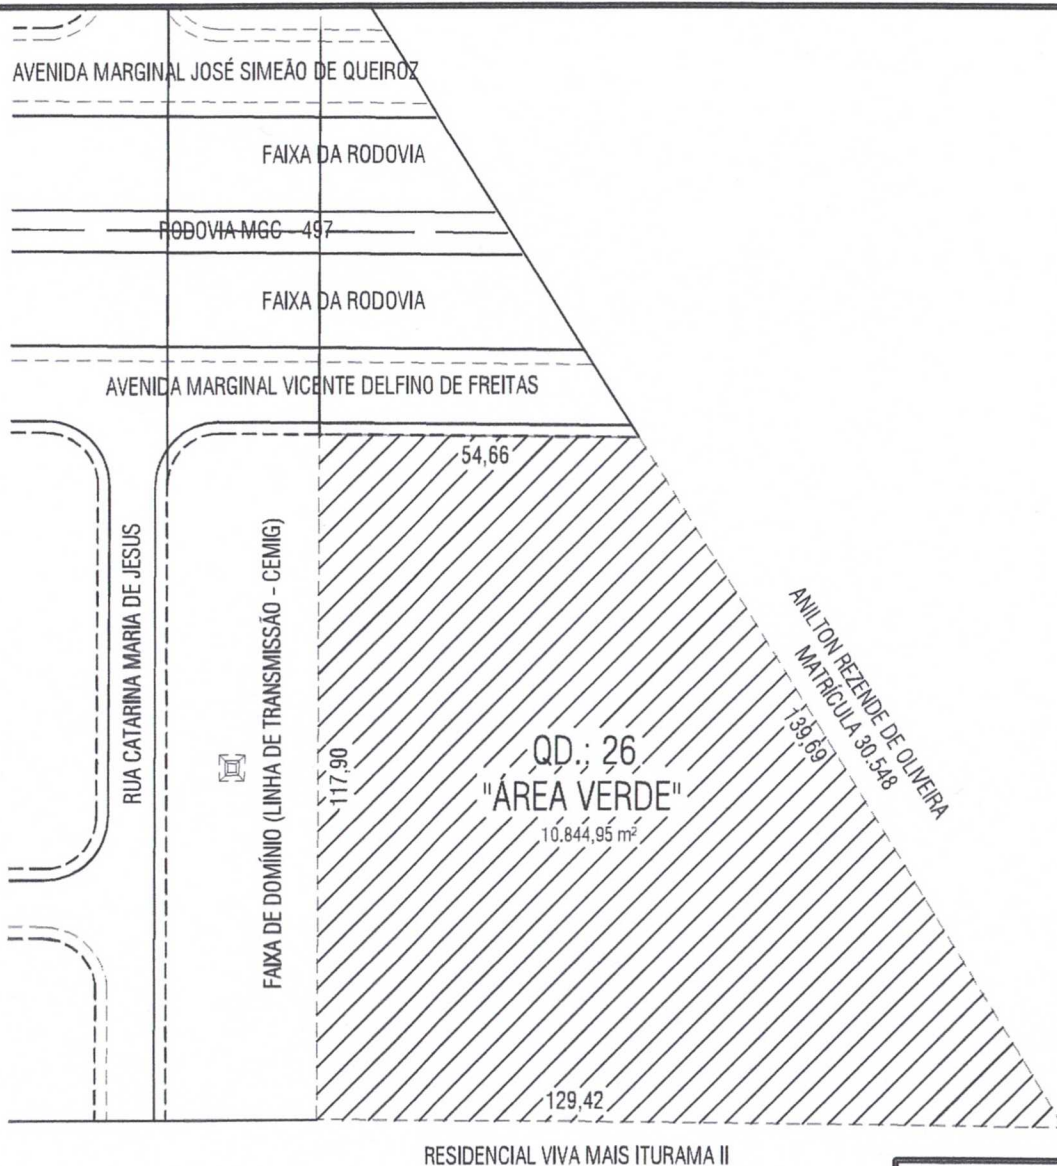 AVENIDA MARGINAL JOSÉ SIMEÃO DE QUEIROZ
FAIXA DA RODOVIA
RODOVIA MGC - 497
FAIXA DA RODOVIA
AVENIDA MARGINAL VICENTE DELFINO DE FREITAS
54,66
RUA CATARINA MARIA DE JESUS
FAIXA DE DOMÍNIO (LINHA DE TRANSMISSÃO - CEMIG)
117,90
QD.: 26
"ÁREA VERDE"
10.844,95 m²
139,69
ANILTON REZENDE DE OLIVEIRA
MATRÍCULA 30.548
129,42
RESIDENCIAL VIVA MAIS ITURAMA II